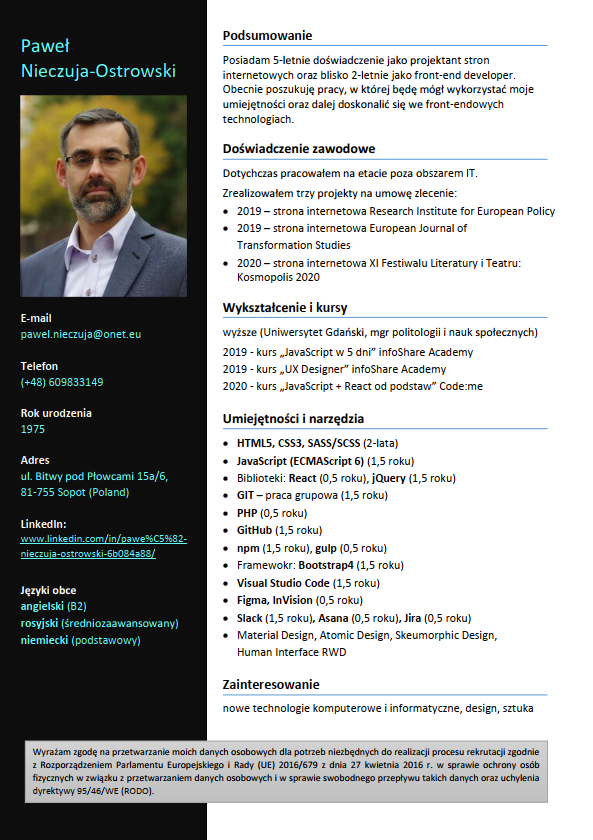 Paweł
Nieczuja-Ostrowski
E-mail
pawel.nieczuja@onet.eu
Telefon
(+48) 609833149
Rok urodzenia
1975
Adres
ul. Bitwy pod Płowcami 15a/6,
81-755 Sopot (Poland)
LinkedIn:
www.linkedin.com/in/pawe%C5%82-
nieczuja-ostrowski-6b084a88/
Języki obce
angielski (B2)
rosyjski (średniozaawansowany)
niemiecki (podstawowy)
Podsumowanie
Posiadam 5-letnie doświadczenie jako projektant stron
internetowych oraz blisko 2-letnie jako front-end developer.
Obecnie poszukuję pracy, w której będę mógł wykorzystać moje
umiejętności oraz dalej doskonalić się we front-endowych
technologiach.
Doświadczenie zawodowe
Dotychczas pracowałem na etacie poza obszarem IT.
Zrealizowałem trzy projekty na umowę zlecenie:
• 2019 – strona internetowa Research Institute for European Policy
• 2019 – strona internetowa European Journal of
Transformation Studies
• 2020 – strona internetowa XI Festiwalu Literatury i Teatru:
Kosmopolis 2020
Wykształcenie i kursy
wyższe (Uniwersytet Gdański, mgr politologii i nauk społecznych)
2019 - kurs „JavaScript w 5 dni” infoShare Academy
2019 - kurs „UX Designer” infoShare Academy
2020 - kurs „JavaScript + React od podstaw” Code:me
Umiejętności i narzędzia
• HTML5, CSS3, SASS/SCSS (2-lata)
• JavaScript (ECMAScript 6) (1,5 roku)
• Biblioteki: React (0,5 roku), jQuery (1,5 roku)
• GIT – praca grupowa (1,5 roku)
• PHP (0,5 roku)
• GitHub (1,5 roku)
• npm (1,5 roku), gulp (0,5 roku)
• Framewokr: Bootstrap4 (1,5 roku)
• Visual Studio Code (1,5 roku)
• Figma, InVision (0,5 roku)
• Slack (1,5 roku), Asana (0,5 roku), Jira (0,5 roku)
• Material Design, Atomic Design, Skeumorphic Design,
Human Interface RWD
Zainteresowanie
nowe technologie komputerowe i informatyczne, design, sztuka
Wyrażam zgodę na przetwarzanie moich danych osobowych dla potrzeb niezbędnych do realizacji procesu rekrutacji zgodnie
z Rozporządzeniem Parlamentu Europejskiego i Rady (UE) 2016/679 z dnia 27 kwietnia 2016 r. w sprawie ochrony osób
fizycznych w związku z przetwarzaniem danych osobowych i w sprawie swobodnego przepływu takich danych oraz uchylenia
dyrektywy 95/46/WE (RODO).